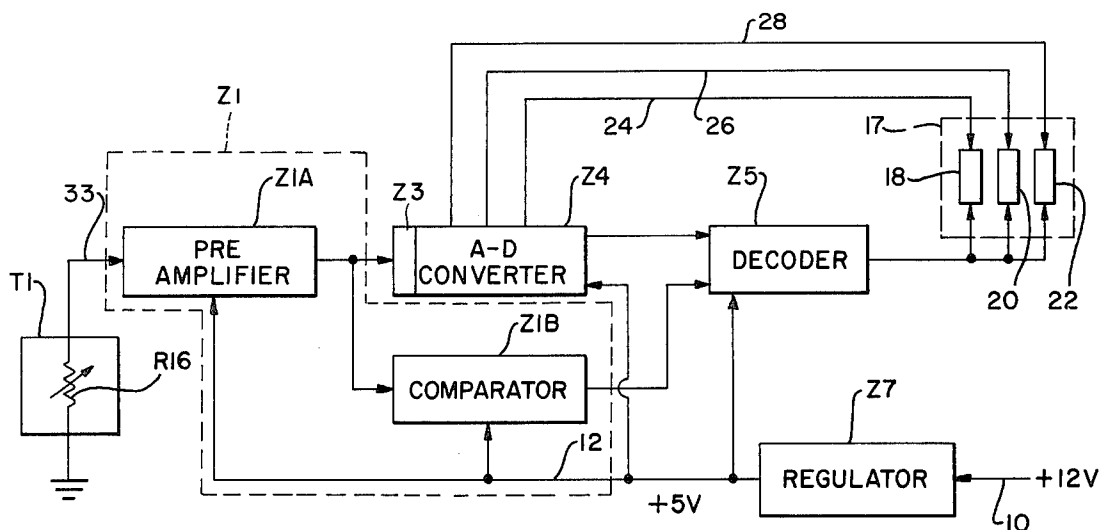 28
Z1
26
24
17
33
Z1A
Z3
Z4
Z5
18
PRE
AMPLIFIER
A-D
CONVERTER
DECODER
20
22
T1
R16
Z1B
COMPARATOR
Z7
12
REGULATOR
+12V
+5V
10